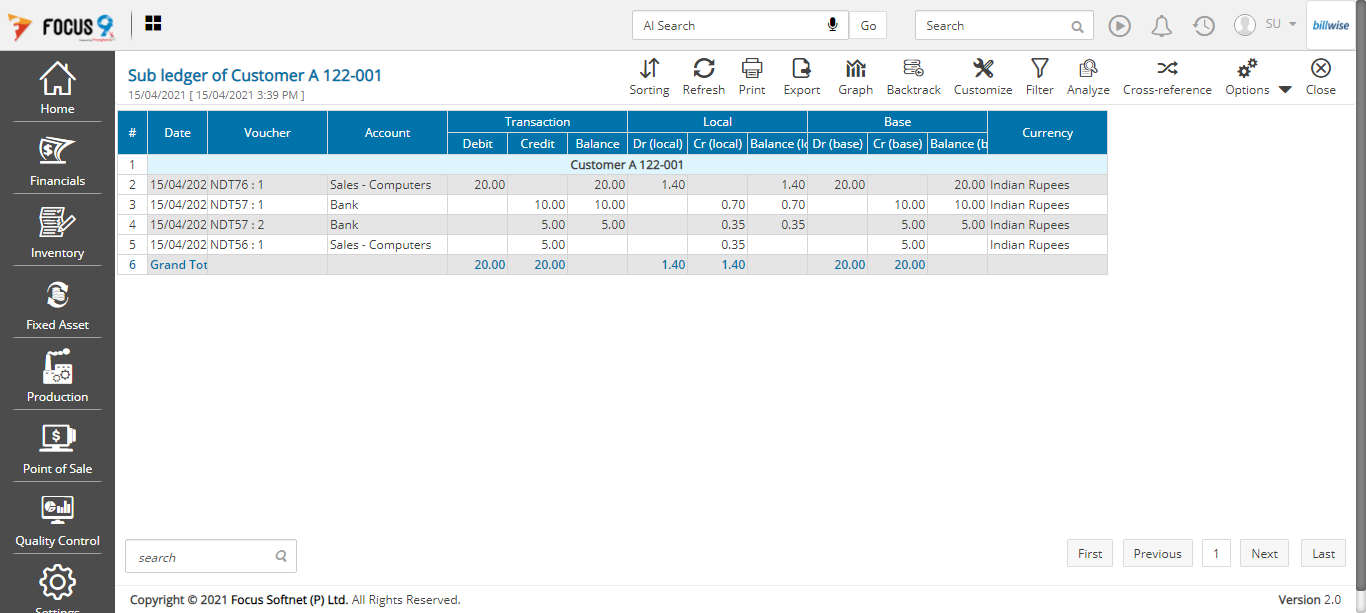 FOCUS 9
AI Search
Go
Search
SU
billwise
Sub ledger of Customer A 122-001
15/04/2021 [ 15/04/2021 3:39 PM ]
Sorting Refresh Print Export Graph Backtrack Customize Filter Analyze Cross-reference Options Close
Home
Financials
Inventory
Fixed Asset
Production
Point of Sale
Quality Control
Settings
# Date Voucher Account Transaction Local Base Currency
Debit Credit Balance Dr (local) Cr (local) Balance (lo Dr (base) Cr (base) Balance (b
1 Customer A 122-001
2 15/04/202 NDT76 : 1 Sales - Computers 20.00 20.00 1.40 1.40 20.00 20.00 Indian Rupees
3 15/04/202 NDT57 : 1 Bank 10.00 10.00 0.70 0.70 10.00 10.00 Indian Rupees
4 15/04/202 NDT57 : 2 Bank 5.00 5.00 0.35 0.35 5.00 5.00 Indian Rupees
5 15/04/202 NDT56 : 1 Sales - Computers 5.00 0.35 5.00 Indian Rupees
6 Grand Tot 20.00 20.00 1.40 1.40 20.00 20.00
search
First Previous 1 Next Last
Copyright © 2021 Focus Softnet (P) Ltd. All Rights Reserved.
Version 2.0